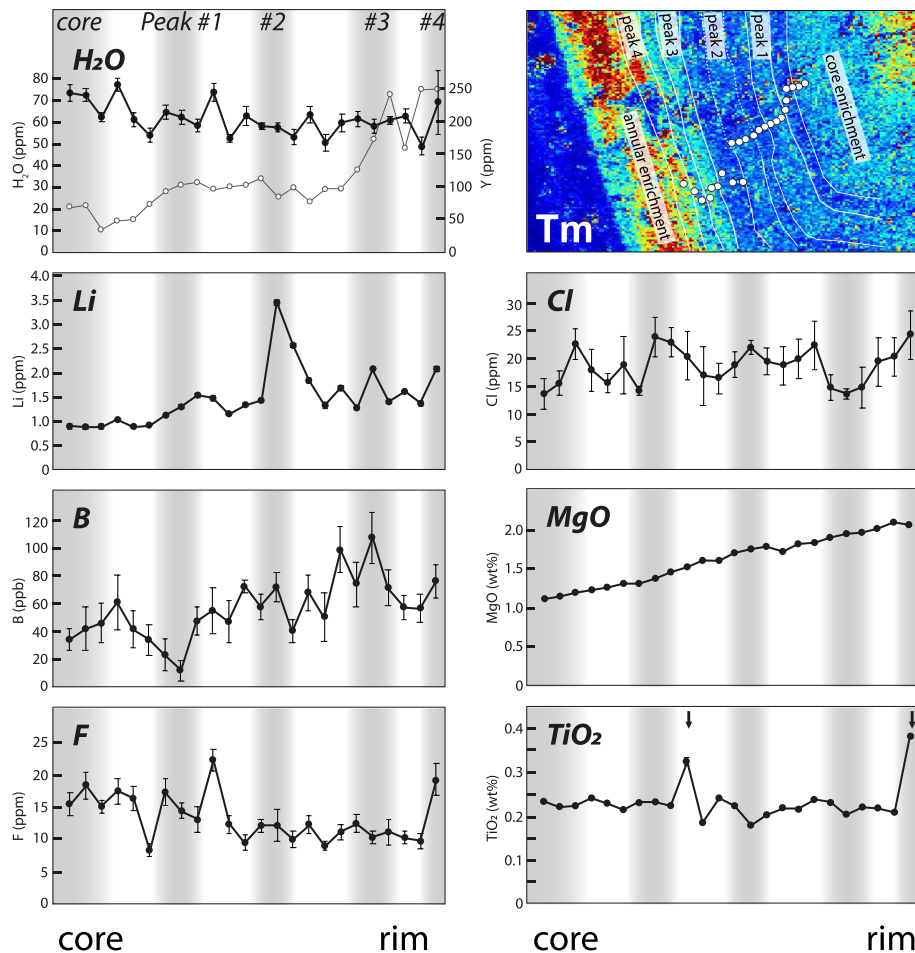 core Peak #1 #2 #3 #4
H₂O
80
70
60
50
40
30
20
10
0
H₂O (ppm)
250
200
150
100
50
0
Y (ppm)
peak 4
peak 3
peak 2
peak 1
core enrichment
annular enrichment
Tm
Li
4.0
3.5
3.0
2.5
2.0
1.5
1.0
0.5
0
Li (ppm)
Cl
30
25
20
15
10
5
0
Cl (ppm)
B
120
100
80
60
40
20
0
B (ppb)
MgO
2.0
1.5
1.0
0.5
0
MgO (wt%)
F
25
20
15
10
5
0
F (ppm)
TiO₂
0.4
0.3
0.2
0.1
0
TiO₂ (wt%)
core rim
core rim